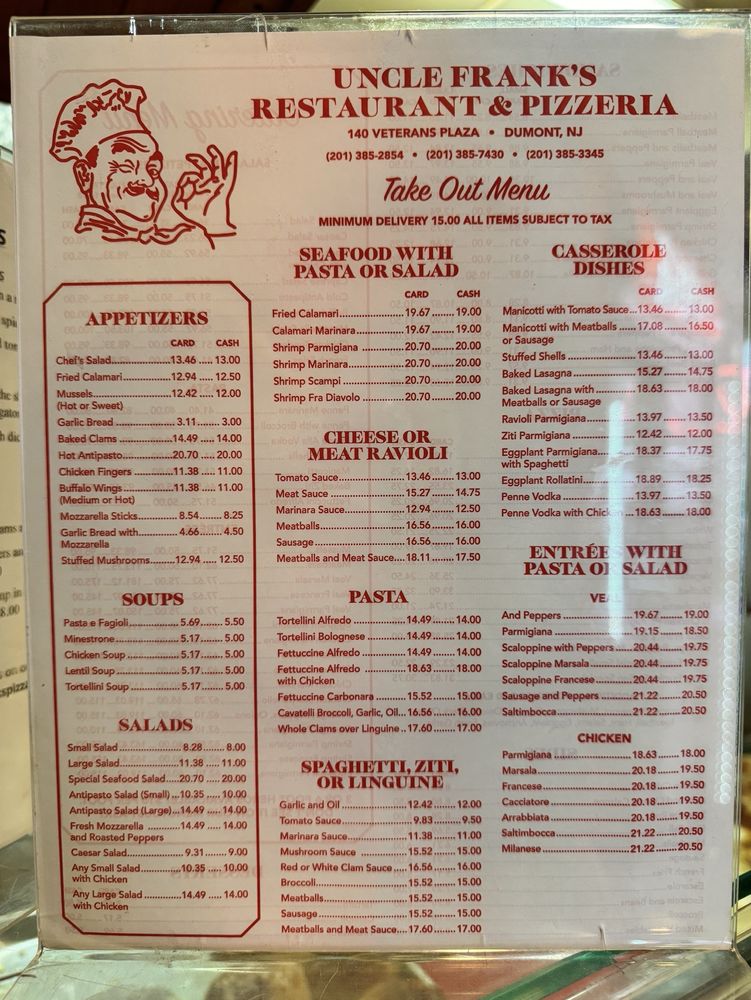 UNCLE FRANK'S
RESTAURANT & PIZZERIA
140 VETERANS PLAZA • DUMONT, NJ
(201) 385-2854 • (201) 385-7430 • (201) 385-3345
Take Out Menu
MINIMUM DELIVERY 15.00 ALL ITEMS SUBJECT TO TAX
APPETIZERS
CARD CASH
Chef's Salad 13.46 13.00
Fried Calamari 12.94 12.50
Mussels 12.42 12.00
(Hot or Sweet)
Garlic Bread 3.11 3.00
Baked Clams 14.49 14.00
Hot Antipasto 20.70 20.00
Chicken Fingers 11.38 11.00
Buffalo Wings 11.38 11.00
(Medium or Hot)
Mozzarella Sticks 8.54 8.25
Garlic Bread with 4.66 4.50
Mozzarella
Stuffed Mushrooms 12.94 12.50
SOUPS
Pasta e Fagioli 5.69 5.50
Minestrone 5.17 5.00
Chicken Soup 5.17 5.00
Lentil Soup 5.17 5.00
Tortellini Soup 5.17 5.00
SALADS
Small Salad 8.28 8.00
Large Salad 11.38 11.00
Special Seafood Salad 20.70 20.00
Antipasto Salad (Small) 10.35 10.00
Antipasto Salad (Large) 14.49 14.00
Fresh Mozzarella 14.49 14.00
and Roasted Peppers
Caesar Salad 9.31 9.00
Any Small Salad 10.35 10.00
with Chicken
Any Large Salad 14.49 14.00
with Chicken
SEAFOOD WITH
PASTA OR SALAD
CARD CASH
Fried Calamari 19.67 19.00
Calamari Marinara 19.67 19.00
Shrimp Parmigiana 20.70 20.00
Shrimp Marinara 20.70 20.00
Shrimp Scampi 20.70 20.00
Shrimp Fra Diavolo 20.70 20.00
CHEESE OR
MEAT RAVIOLI
Tomato Sauce 13.46 13.00
Meat Sauce 15.27 14.75
Marinara Sauce 12.94 12.50
Meatballs 16.56 16.00
Sausage 16.56 16.00
Meatballs and Meat Sauce 18.11 17.50
PASTA
Tortellini Alfredo 14.49 14.00
Tortellini Bolognese 14.49 14.00
Fettuccine Alfredo 14.49 14.00
Fettuccine Alfredo 18.63 18.00
with Chicken
Fettuccine Carbonara 15.52 15.00
Cavatelli Broccoli, Garlic, Oil 16.56 16.00
Whole Clams over Linguine 17.60 17.00
SPAGHETTI, ZITI,
OR LINGUINE
Garlic and Oil 12.42 12.00
Tomato Sauce 9.83 9.50
Marinara Sauce 11.38 11.00
Mushroom Sauce 15.52 15.00
Red or White Clam Sauce 16.56 16.00
Broccoli 15.52 15.00
Meatballs 15.52 15.00
Sausage 15.52 15.00
Meatballs and Meat Sauce 17.60 17.00
CASSEROLE
DISHES
CARD CASH
Manicotti with Tomato Sauce 13.46 13.00
Manicotti with Meatballs 17.08 16.50
or Sausage
Stuffed Shells 13.46 13.00
Baked Lasagna 15.27 14.75
Baked Lasagna with 18.63 18.00
Meatballs or Sausage
Ravioli Parmigiana 13.97 13.50
Ziti Parmigiana 12.42 12.00
Eggplant Parmigiana 18.37 17.75
with Spaghetti
Eggplant Rollatini 18.89 18.25
Penne Vodka 13.97 13.50
Penne Vodka with Chicken 18.63 18.00
ENTRÉES WITH
PASTA OR SALAD
VEAL
And Peppers 19.67 19.00
Parmigiana 19.15 18.50
Scaloppine with Peppers 20.44 19.75
Scaloppine Marsala 20.44 19.75
Scaloppine Francese 20.44 19.75
Sausage and Peppers 21.22 20.50
Saltimbocca 21.22 20.50
CHICKEN
Parmigiana 18.63 18.00
Marsala 20.18 19.50
Francese 20.18 19.50
Cacciatore 20.18 19.50
Arrabbiata 20.18 19.50
Saltimbocca 21.22 20.50
Milanese 21.22 20.50